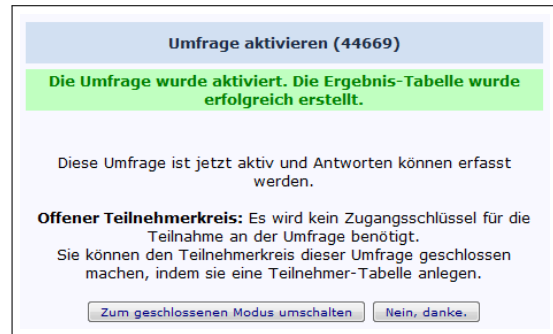 Umfrage aktivieren (44669)
Die Umfrage wurde aktiviert. Die Ergebnis-Tabelle wurde
erfolgreich erstellt.
Diese Umfrage ist jetzt aktiv und Antworten können erfasst
werden.
Offener Teilnehmerkreis: Es wird kein Zugangsschlüssel für die
Teilnahme an der Umfrage benötigt.
Sie können den Teilnehmerkreis dieser Umfrage geschlossen
machen, indem sie eine Teilnehmer-Tabelle anlegen.
Zum geschlossenen Modus umschalten Nein, danke.